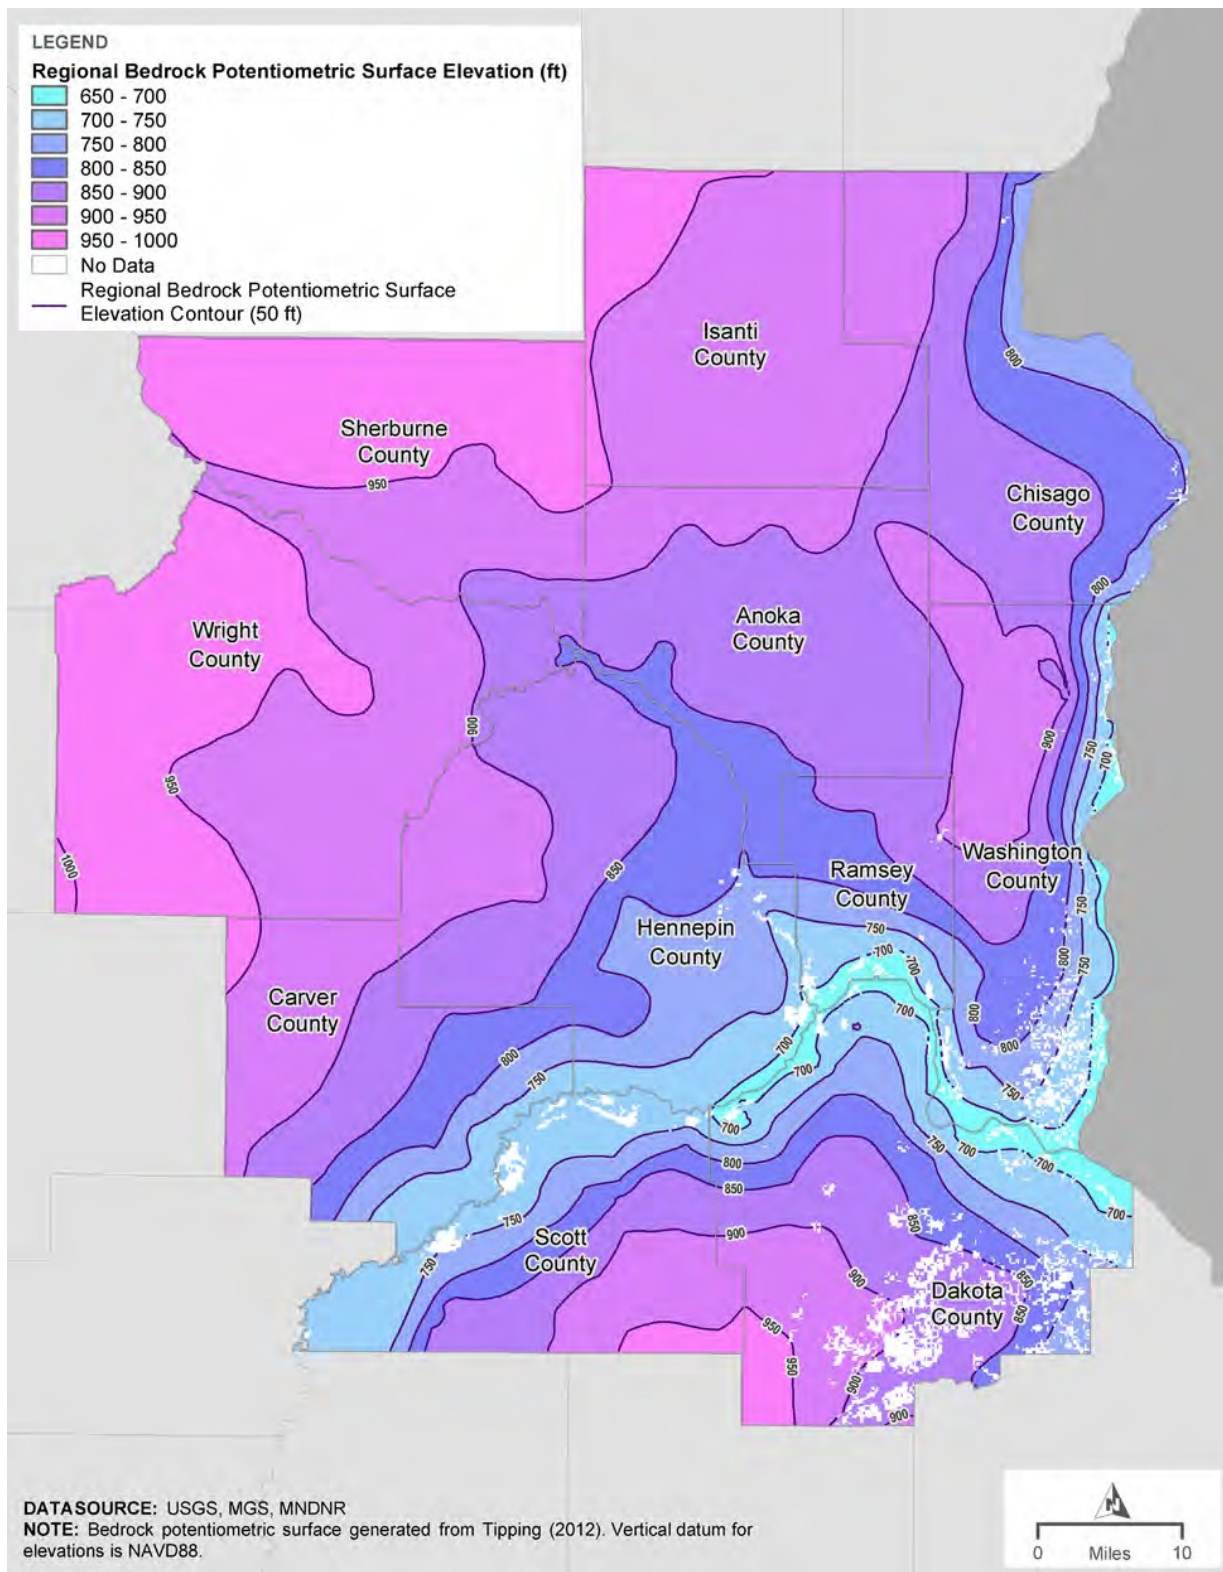 LEGEND
Regional Bedrock Potentiometric Surface Elevation (ft)
650 - 700
700 - 750
750 - 800
800 - 850
850 - 900
900 - 950
950 - 1000
No Data
Regional Bedrock Potentiometric Surface
Elevation Contour (50 ft)
Isanti
County
800
Sherburne
County
950
Chisago
County
800
Anoka
County
Wright
County
900
900
750
700
950
1000
850
Washington
County
Ramsey
County
750
Hennepin
County
750
700
700
800
750
Carver
County
700
800
700
800
800
750
700
750
700
750
700
700
800
850
700
750
850
Scott
County
900
750
900
850
850
Dakota
County
950
950
900
900
DATASOURCE: USGS, MGS, MNDNR
NOTE: Bedrock potentiometric surface generated from Tipping (2012). Vertical datum for
elevations is NAVD88.
N
0 Miles 10